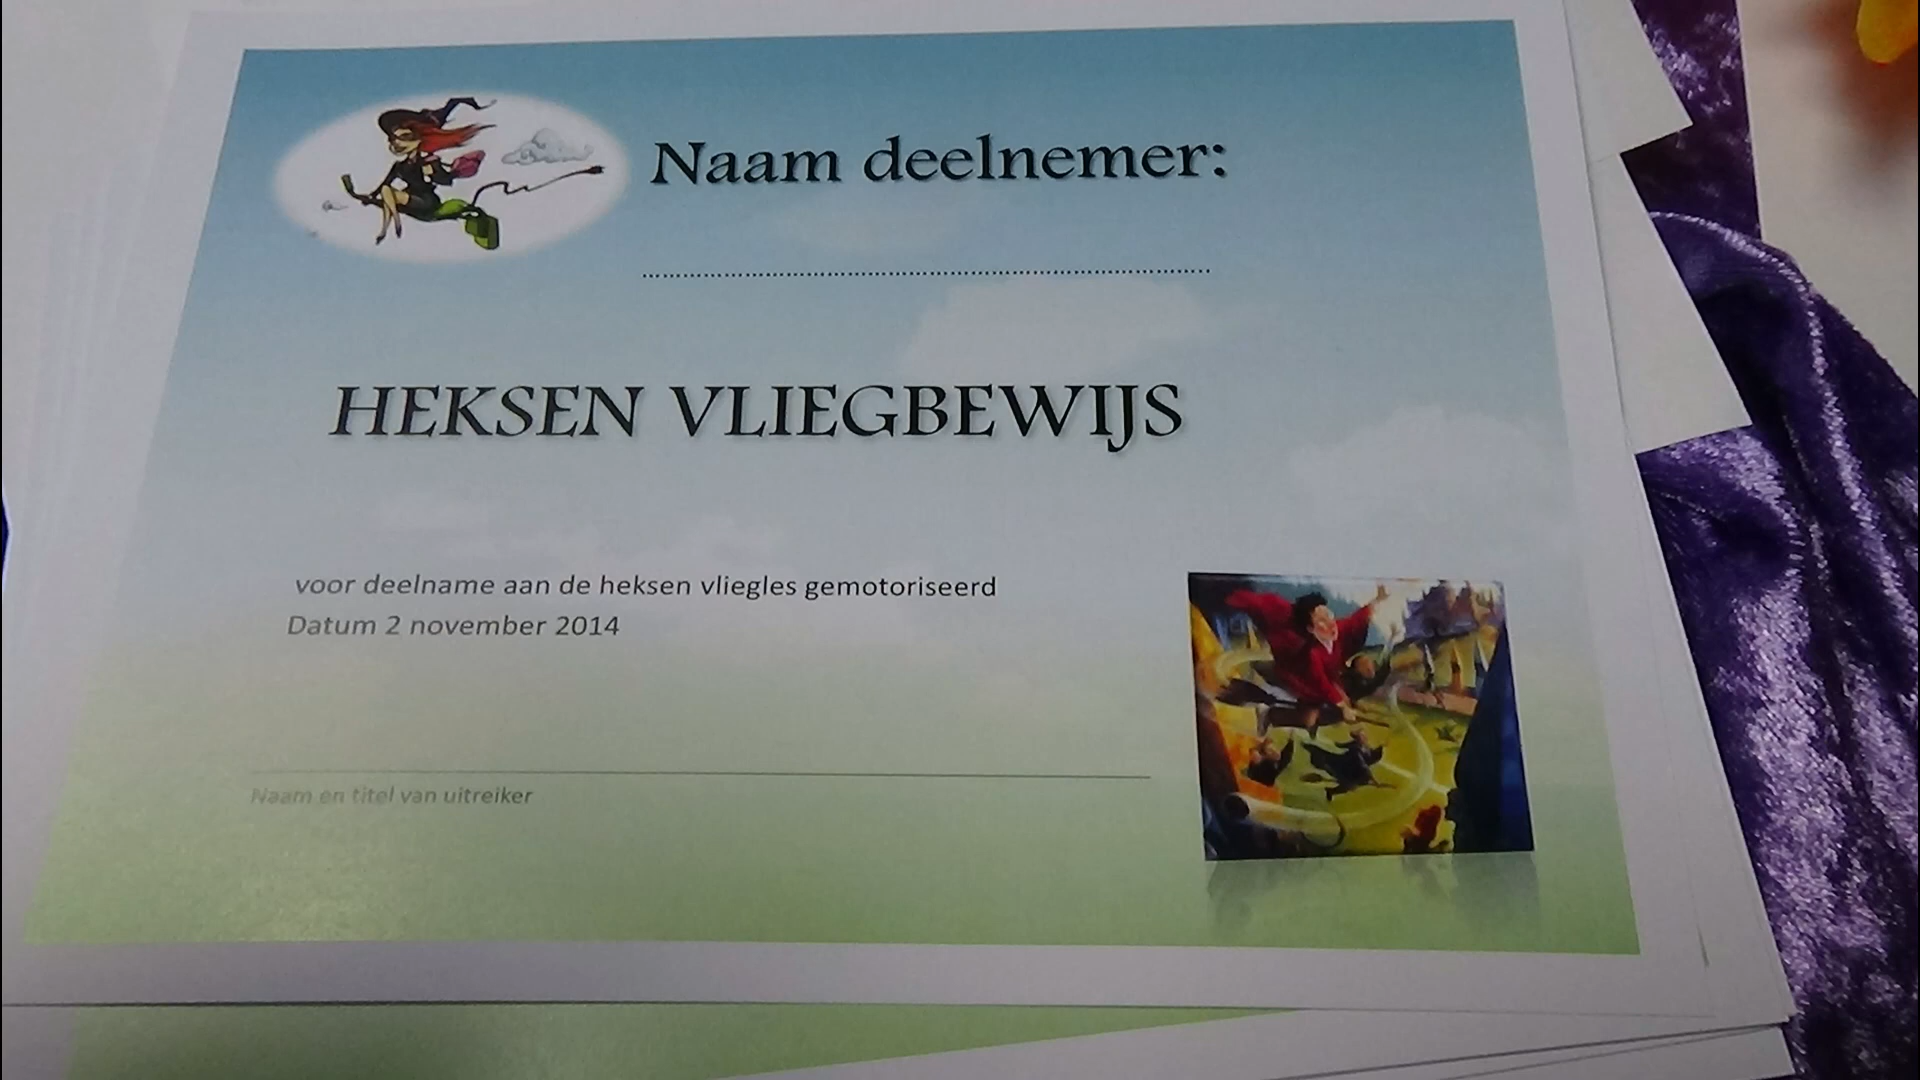 Naam deelnemer:
................................................................................
HEKSEN VLIEGBEWIJS
voor deelname aan de heksen vliegles gemotoriseerd
Datum 2 november 2014
Naam en titel van uitreiker